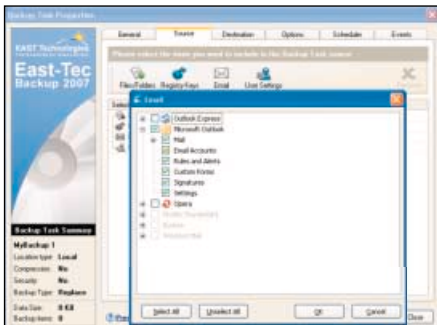 Backup Task Properties
General Source Destination Options Scheduler Events
EAST Technologies
East-Tec
Backup 2007
Please select the items you want to include in the Backup Task source
Files/Folders Registry Keys Email User Settings
Email
Outlook Express
Microsoft Outlook
Mail
Email Accounts
Rules and Alerts
Custom Forms
Signatures
Settings
Opera
Backup Task Summary
MyBackup 1
Location type Local
Compression No
Security No
Backup Type Replace
Data Size 0 KB
Backup items 0
Select All Unselect All OK Cancel
Close